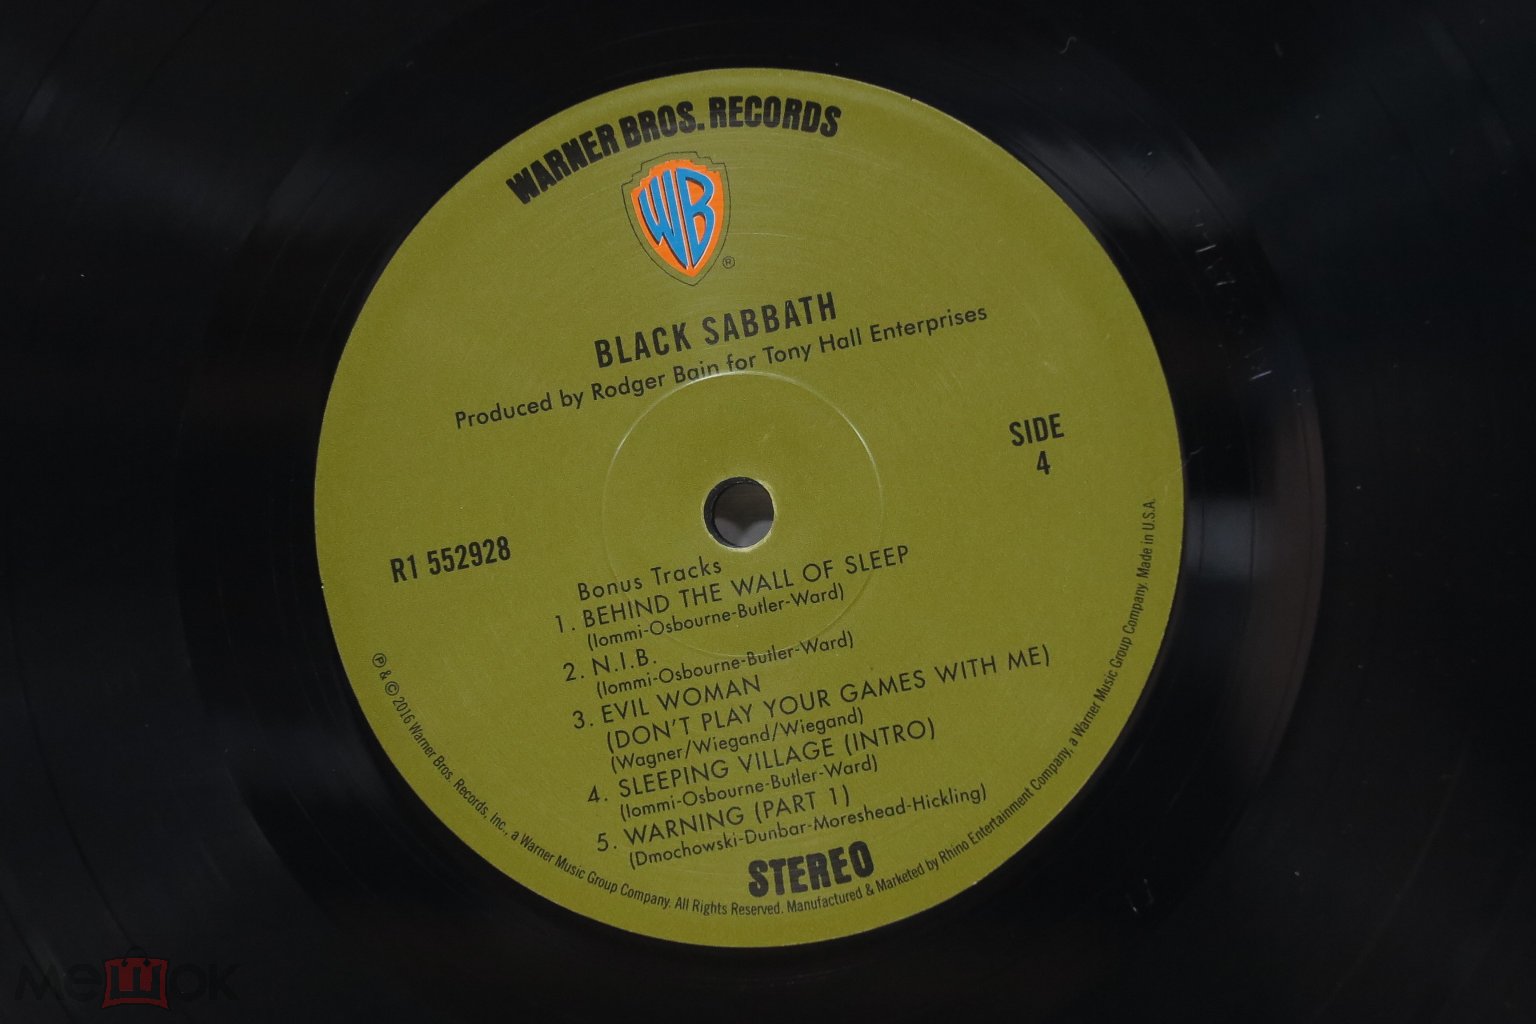 WARNER BROS. RECORDS
WB
®
BLACK SABBATH
Produced by Rodger Bain for Tony Hall Enterprises
SIDE
4
R1 552928
Bonus Tracks
1. BEHIND THE WALL OF SLEEP
(Iommi-Osbourne-Butler-Ward)
2. N.I.B.
(Iommi-Osbourne-Butler-Ward)
3. EVIL WOMAN
(DON'T PLAY YOUR GAMES WITH ME)
(Wagner/Wiegand/Wiegand)
4. SLEEPING VILLAGE (INTRO)
(Iommi-Osbourne-Butler-Ward)
5. WARNING (PART 1)
(Dmochowski-Dunbar-Moreshead-Hickling)
STEREO
℗ & © 2016 Warner Bros. Records, Inc., a Warner Music Group Company. All Rights Reserved. Manufactured & Marketed by Rhino Entertainment Company, a Warner Music Group Company. Made in U.S.A.
мешок